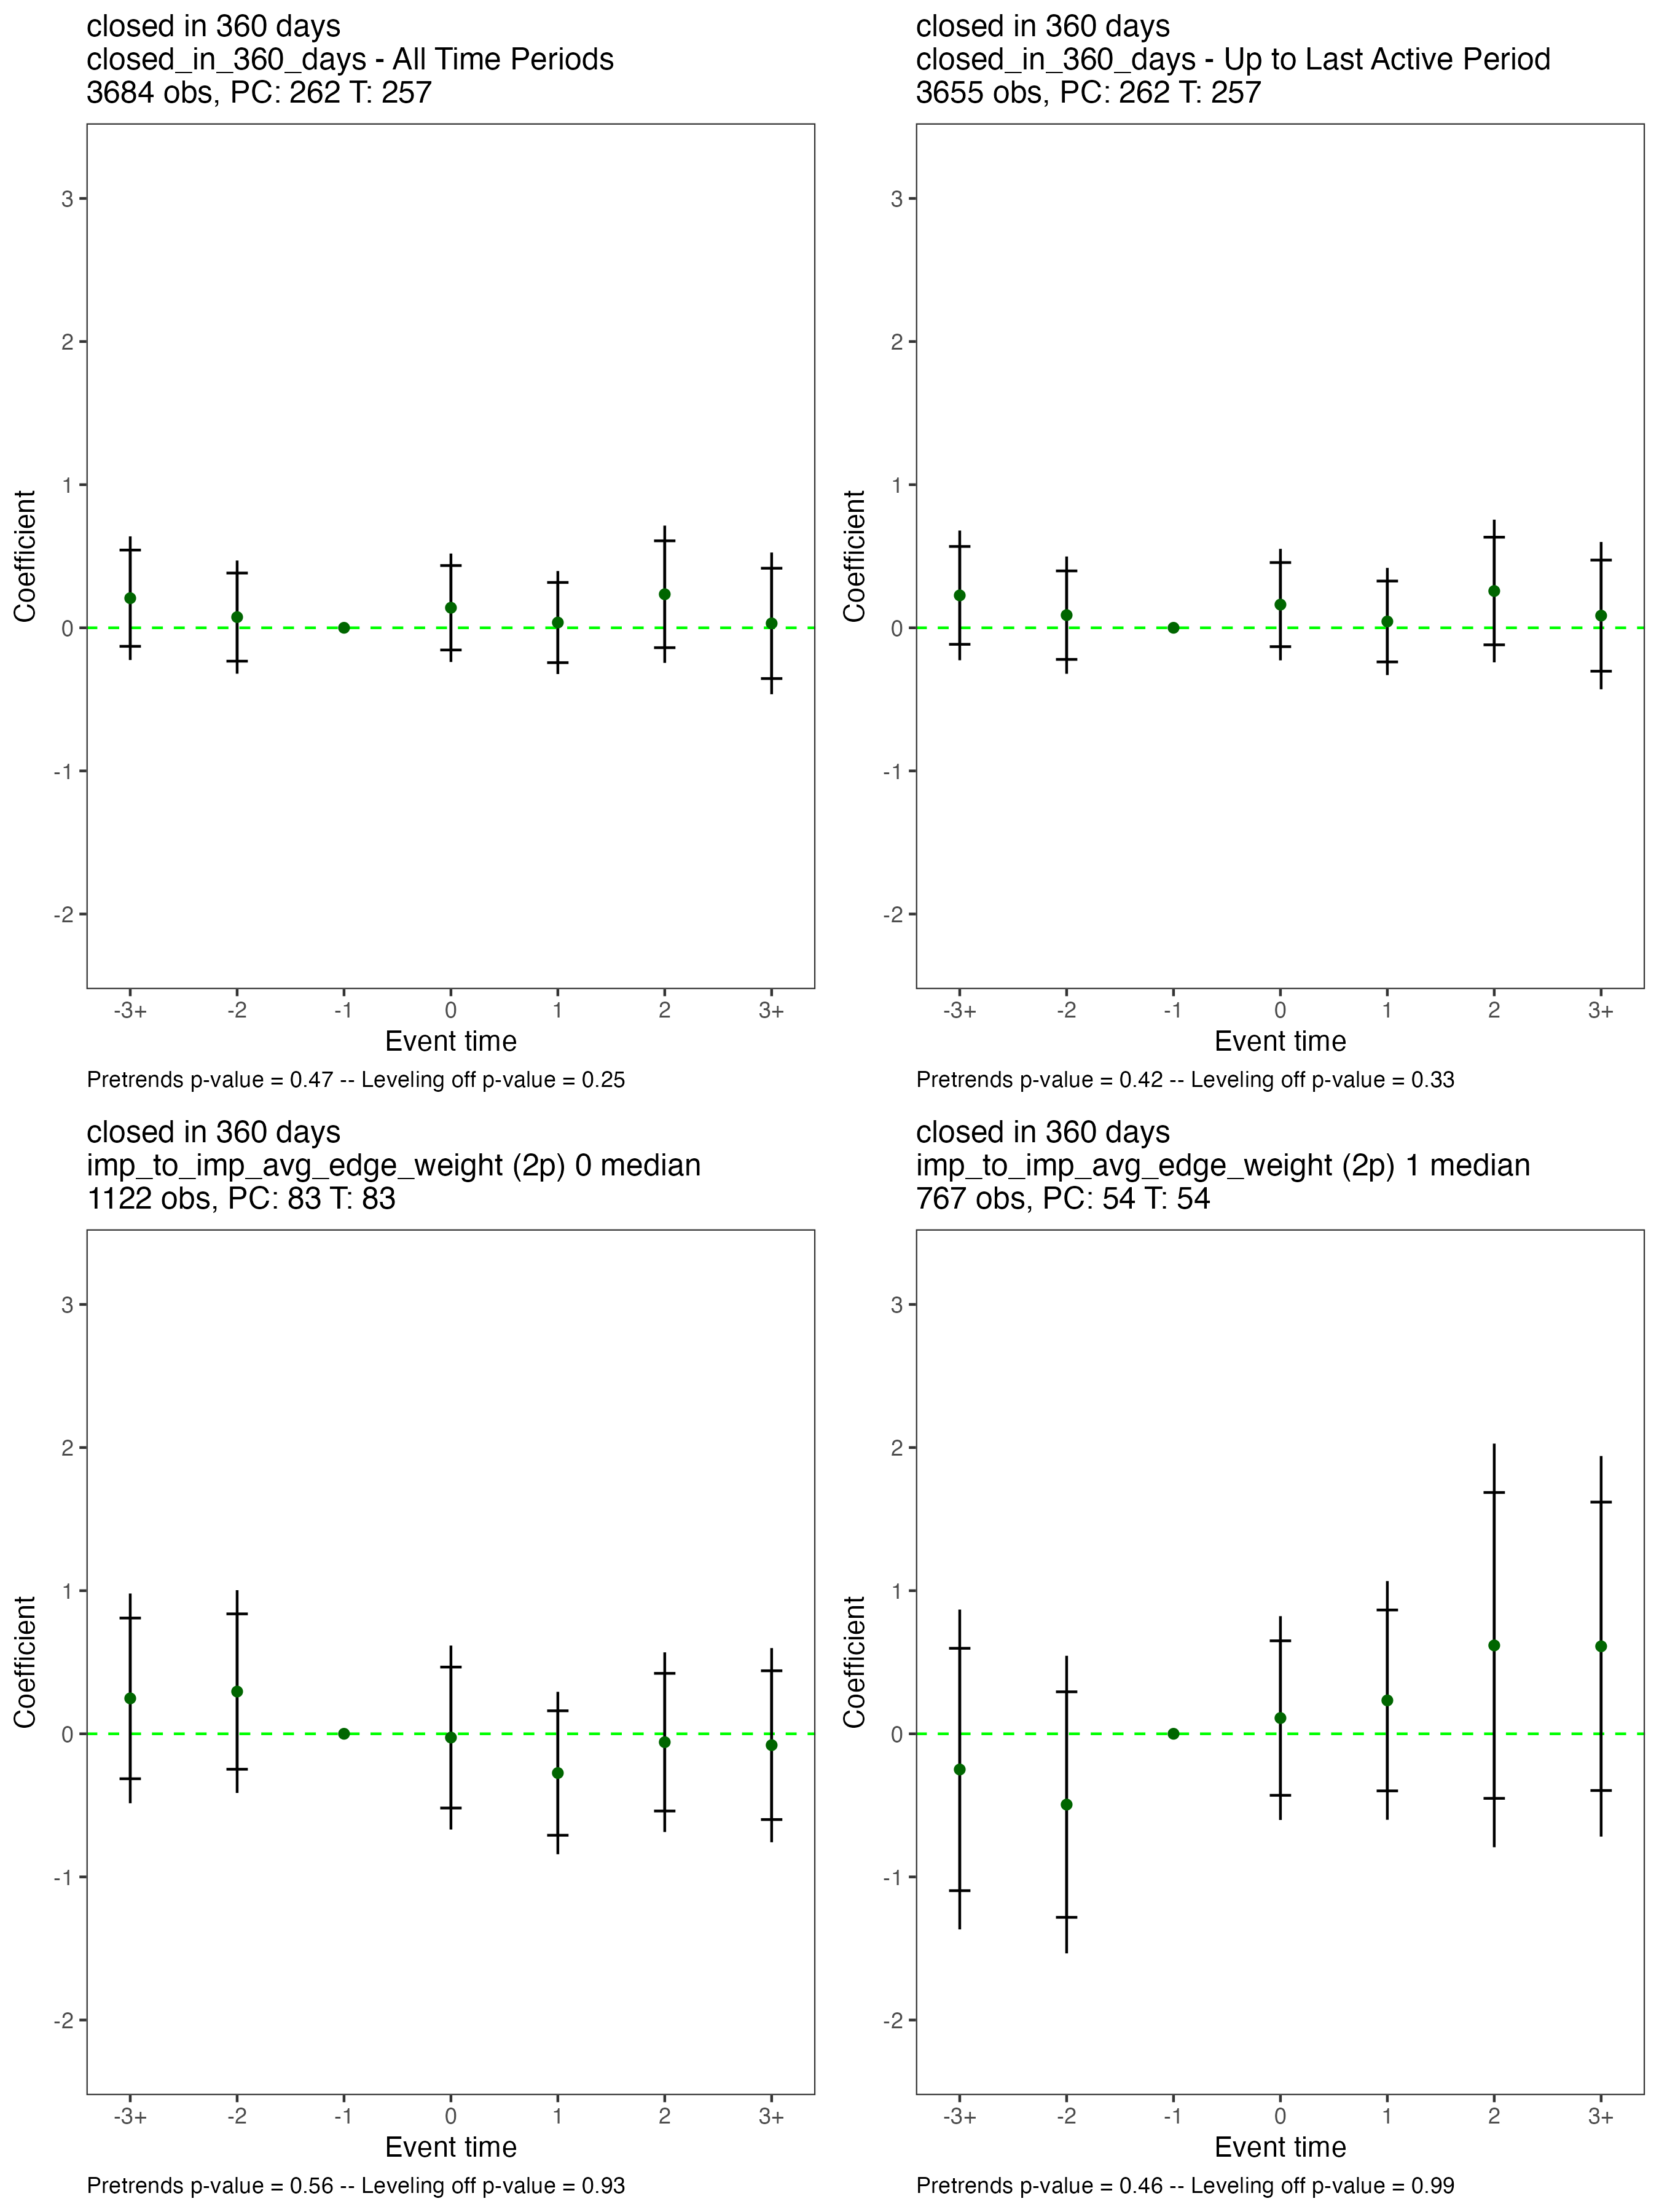 closed in 360 days
closed_in_360_days - All Time Periods
3684 obs, PC: 262 T: 257
Coefficient
3
2
1
0
-1
-2
-3+ -2 -1 0 1 2 3+
Event time
Pretrends p-value = 0.47 -- Leveling off p-value = 0.25
closed in 360 days
closed_in_360_days - Up to Last Active Period
3655 obs, PC: 262 T: 257
Coefficient
3
2
1
0
-1
-2
-3+ -2 -1 0 1 2 3+
Event time
Pretrends p-value = 0.42 -- Leveling off p-value = 0.33
closed in 360 days
imp_to_imp_avg_edge_weight (2p) 0 median
1122 obs, PC: 83 T: 83
Coefficient
3
2
1
0
-1
-2
-3+ -2 -1 0 1 2 3+
Event time
Pretrends p-value = 0.56 -- Leveling off p-value = 0.93
closed in 360 days
imp_to_imp_avg_edge_weight (2p) 1 median
767 obs, PC: 54 T: 54
Coefficient
3
2
1
0
-1
-2
-3+ -2 -1 0 1 2 3+
Event time
Pretrends p-value = 0.46 -- Leveling off p-value = 0.99